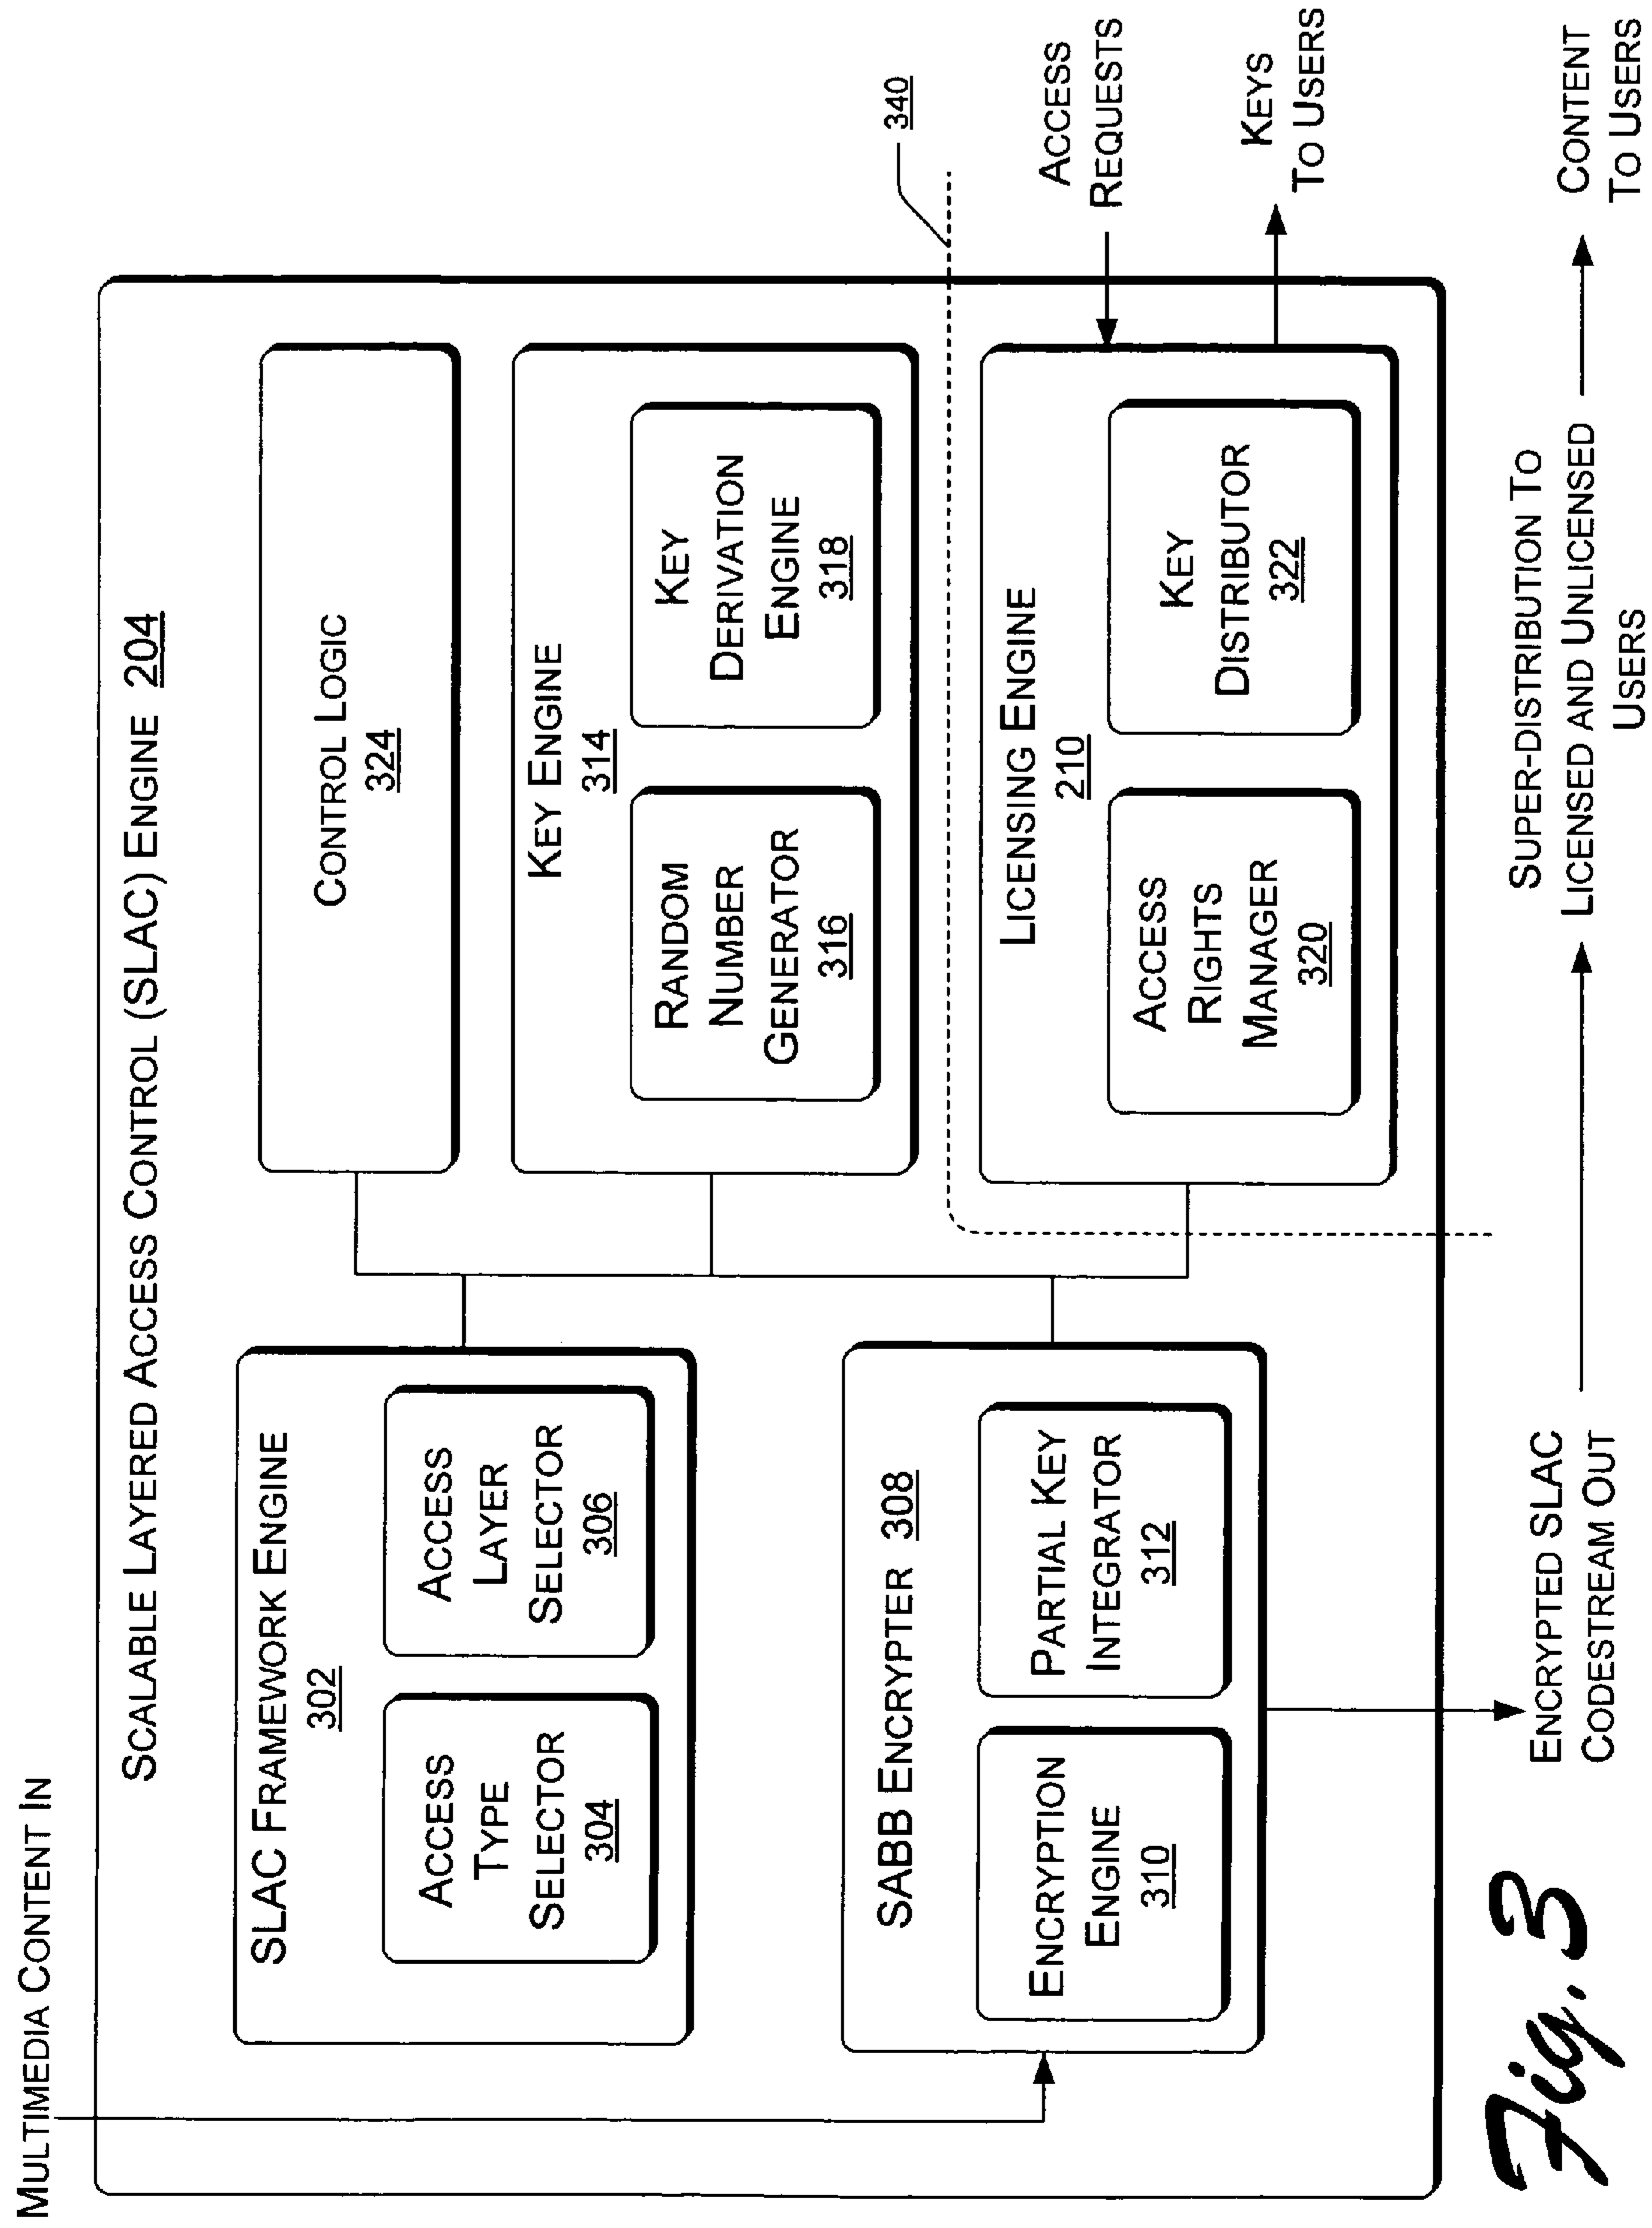 MULTIMEDIA CONTENT IN
SCALABLE LAYERED ACCESS CONTROL (SLAC) ENGINE 204
SLAC FRAMEWORK ENGINE
302
ACCESS
TYPE
SELECTOR
304
ACCESS
LAYER
SELECTOR
306
CONTROL LOGIC
324
KEY ENGINE
314
RANDOM
NUMBER
GENERATOR
316
KEY
DERIVATION
ENGINE
318
SABB ENCRYPTER 308
ENCRYPTION
ENGINE
310
PARTIAL KEY
INTEGRATOR
312
340
LICENSING ENGINE
210
ACCESS
RIGHTS
MANAGER
320
KEY
DISTRIBUTOR
322
ACCESS
REQUESTS
KEYS
TO USERS
ENCRYPTED SLAC
CODESTREAM OUT
SUPER-DISTRIBUTION TO
LICENSED AND UNLICENSED
USERS
CONTENT
TO USERS
Fig. 3